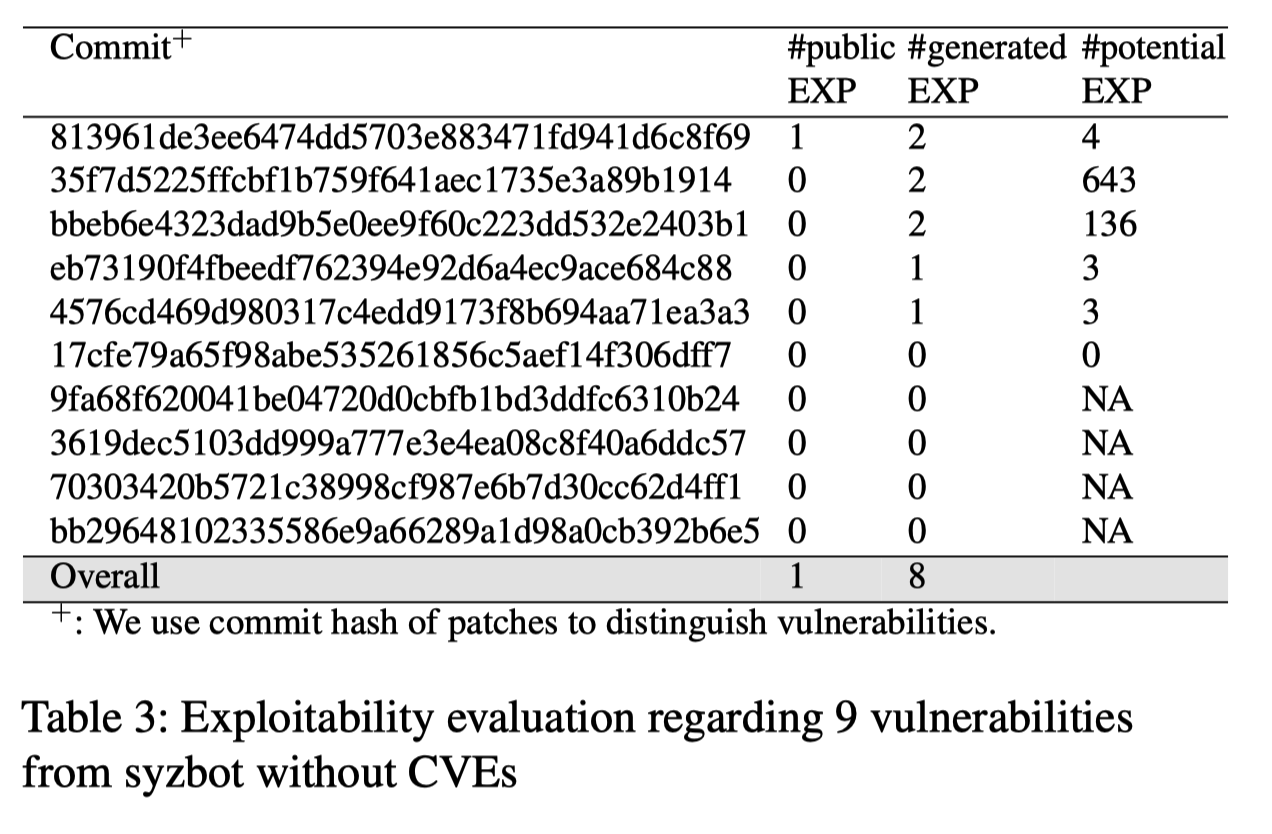 Commit+ #public #generated #potential
EXP EXP EXP
813961de3ee6474dd5703e883471fd941d6c8f69 1 2 4
35f7d5225ffcbf1b759f641aec1735e3a89b1914 0 2 643
bbeb6e4323dad9b5e0ee9f60c223dd532e2403b1 0 2 136
eb73190f4fbeedf762394e92d6a4ec9ace684c88 0 1 3
4576cd469d980317c4edd9173f8b694aa71ea3a3 0 1 3
17cfe79a65f98abe535261856c5aef14f306dff7 0 0 0
9fa68f620041be04720d0cbfb1bd3ddfc6310b24 0 0 NA
3619dec5103dd999a777e3e4ea08c8f40a6ddc57 0 0 NA
70303420b5721c38998cf987e6b7d30cc62d4ff1 0 0 NA
bb29648102335586e9a66289a1d98a0cb392b6e5 0 0 NA
Overall 1 8
+: We use commit hash of patches to distinguish vulnerabilities.
Table 3: Exploitability evaluation regarding 9 vulnerabilities
from syzbot without CVEs